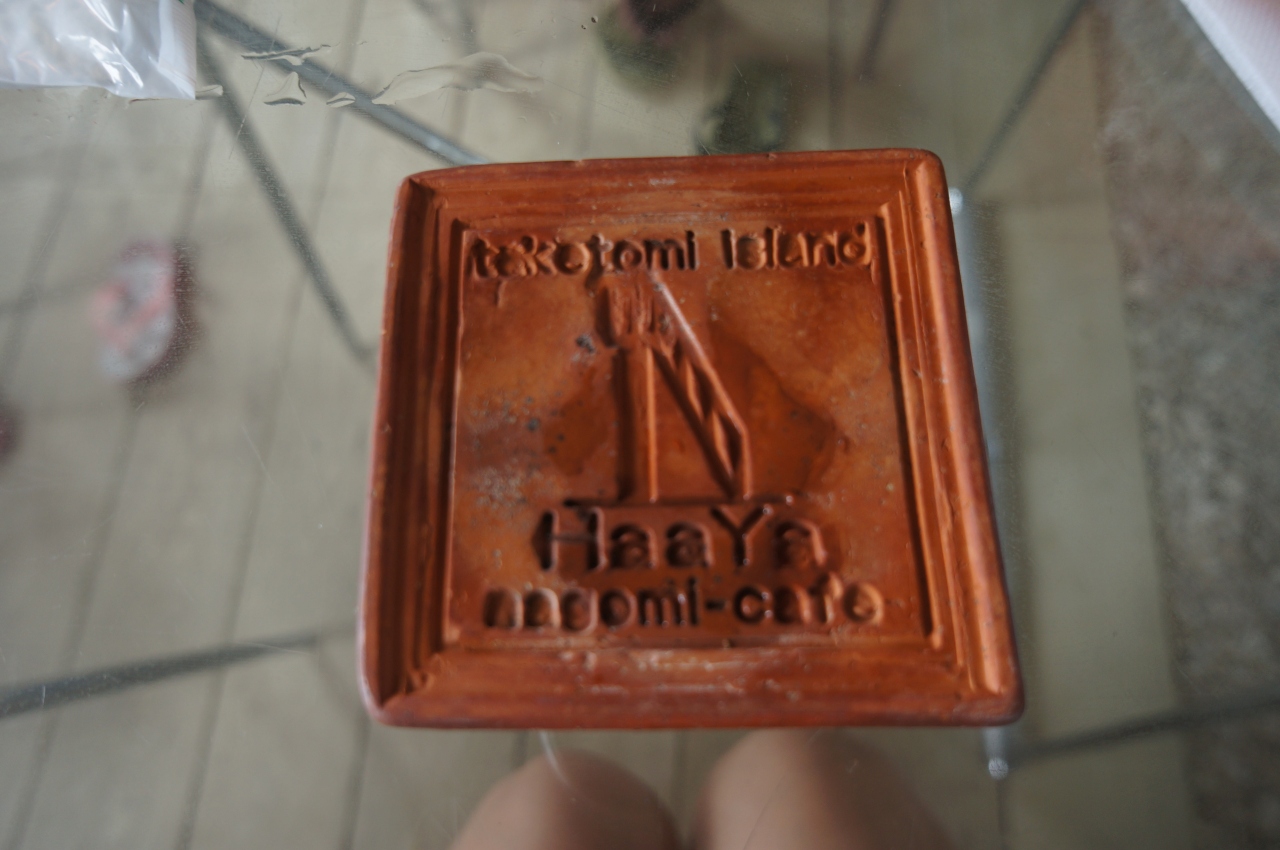 taketomi island
HaaYa
nagomi-cafe